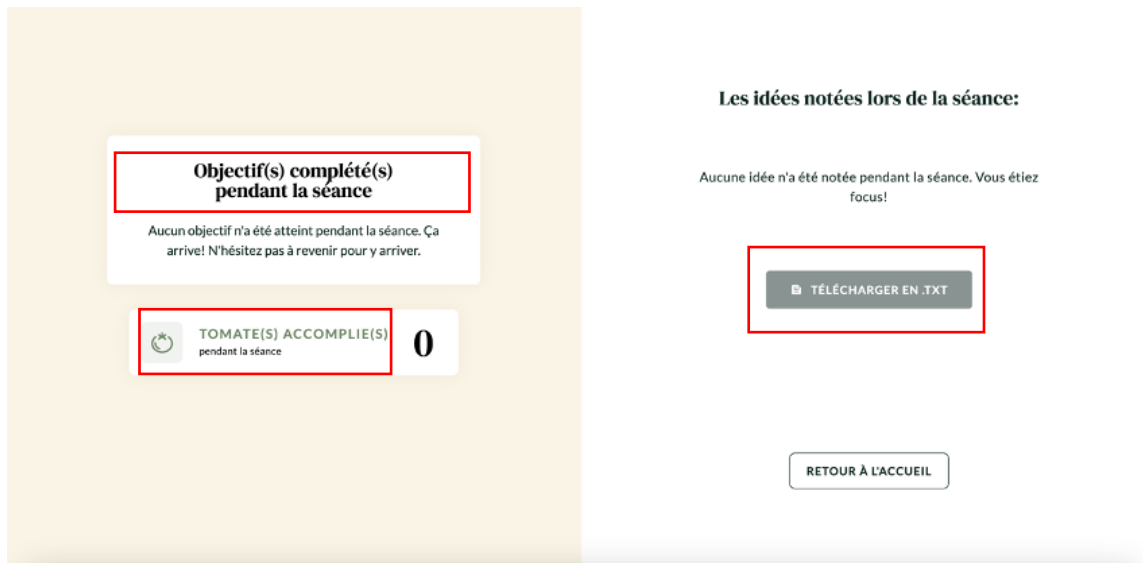 Objectif(s) complété(s)
pendant la séance
Aucun objectif n'a été atteint pendant la séance. Ça
arrive! N'hésitez pas à revenir pour y arriver.
TOMATE(S) ACCOMPLIE(S)
pendant la séance
0
Les idées notées lors de la séance:
Aucune idée n'a été notée pendant la séance. Vous étiez
focus!
TÉLÉCHARGER EN .TXT
RETOUR À L'ACCUEIL